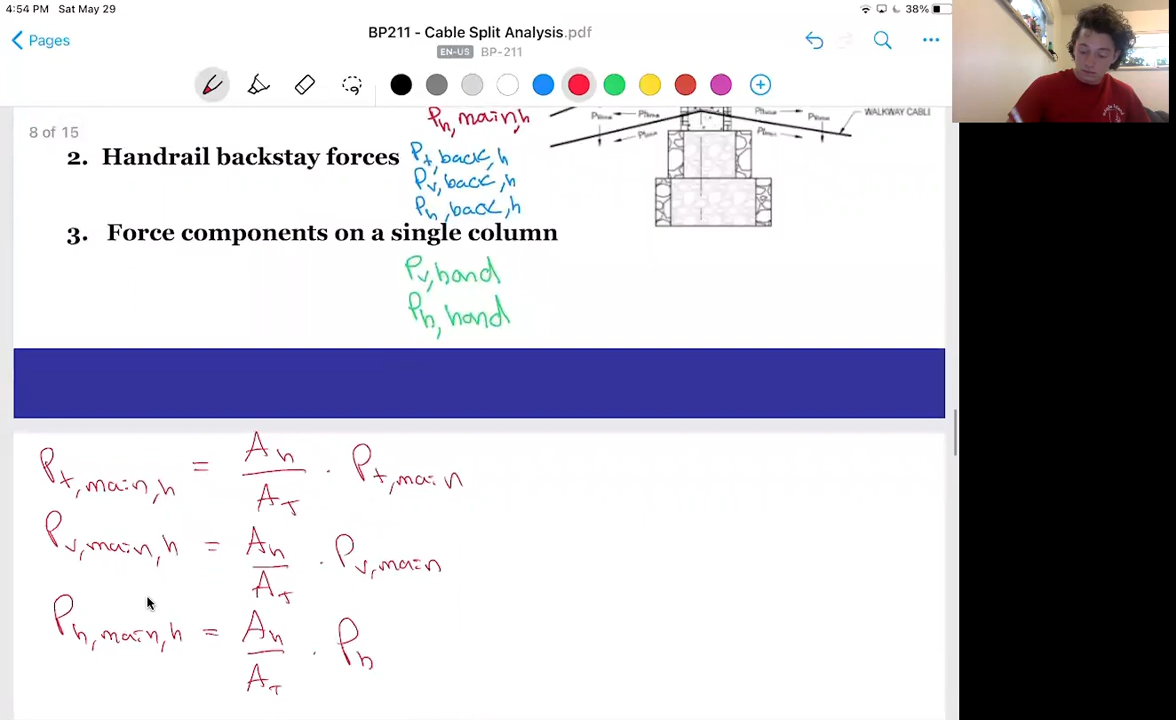 4:54 PM Sat May 29
38%
Pages
BP211 - Cable Split Analysis.pdf
EN-US BP-211
8 of 15
Ph,main,h
WALKWAY CABL
2. Handrail backstay forces
Pt,back,h
Pv,back,h
Ph,back,h
3. Force components on a single column
Pv,hand
Ph,hand
Pt,main,h = Ah / AT · Pt,main
Pv,main,h = Ah / AT · Pv,main
Ph,main,h = Ah / AT · Ph